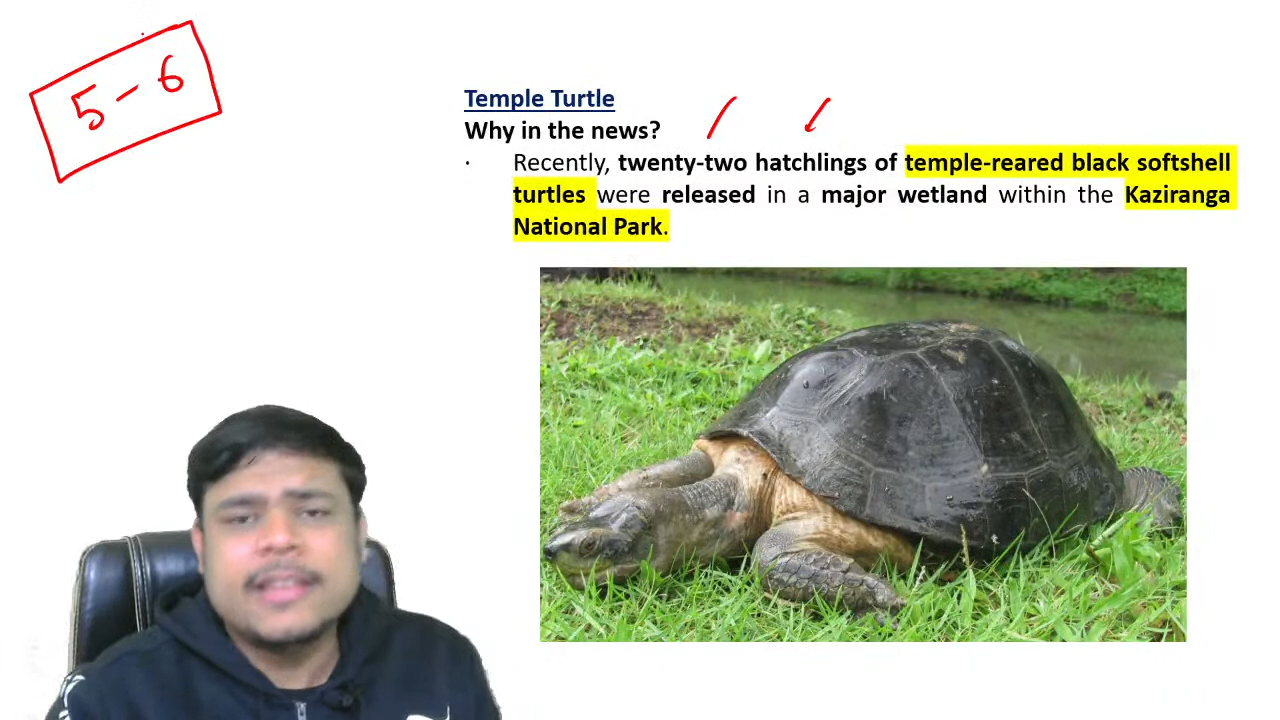 5-6
Temple Turtle
Why in the news?
· Recently, twenty-two hatchlings of temple-reared black softshell
turtles were released in a major wetland within the Kaziranga
National Park.